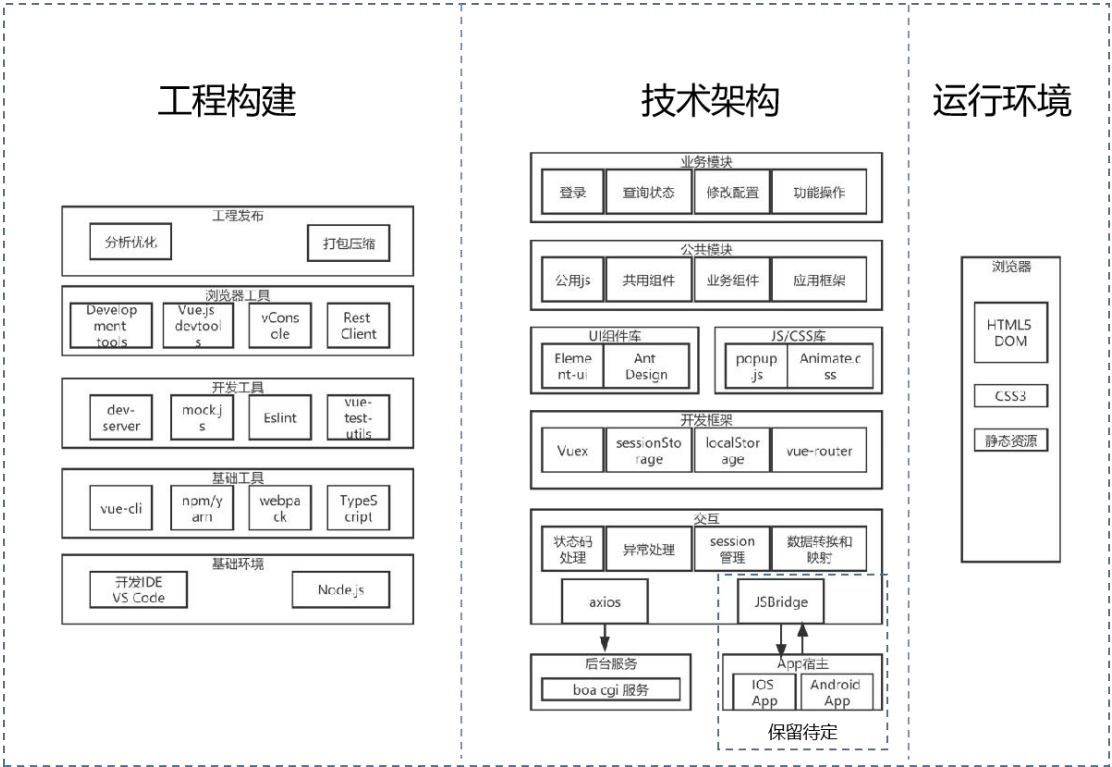 工程构建
工程发布
分析优化
打包压缩
浏览器工具
Develop
ment
tools
Vue.js
devtool
s
vCons
ole
Rest
Client
开发工具
dev-
server
mock.j
s
Eslint
vue-
test-
utils
基础工具
vue-cli
npm/y
arn
webpa
ck
TypeS
cript
基础环境
开发IDE
VS Code
Node.js
技术架构
业务模块
登录
查询状态
修改配置
功能操作
公共模块
公用js
共用组件
业务组件
应用框架
UI组件库
Eleme
nt-ui
Ant
Design
JS/CSS库
popup
.js
Animate.c
ss
开发框架
Vuex
sessionSto
rage
localStor
age
vue-router
交互
状态码
处理
异常处理
session
管理
数据转换和
映射
axios
JSBridge
后台服务
boa cgi 服务
App宿主
IOS
App
Android
App
保留待定
运行环境
浏览器
HTML5
DOM
CSS3
静态资源